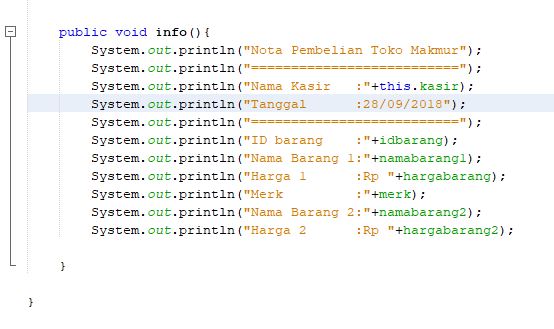 public void info(){
System.out.println("Nota Pembelian Toko Makmur");
System.out.println("==========================");
System.out.println("Nama Kasir   :"+this.kasir);
System.out.println("Tanggal      :28/09/2018");
System.out.println("==========================");
System.out.println("ID barang    :"+idbarang);
System.out.println("Nama Barang 1:"+namabarang1);
System.out.println("Harga 1      :Rp "+hargabarang);
System.out.println("Merk         :"+merk);
System.out.println("Nama Barang 2:"+namabarang2);
System.out.println("Harga 2      :Rp "+hargabarang2);
}
}